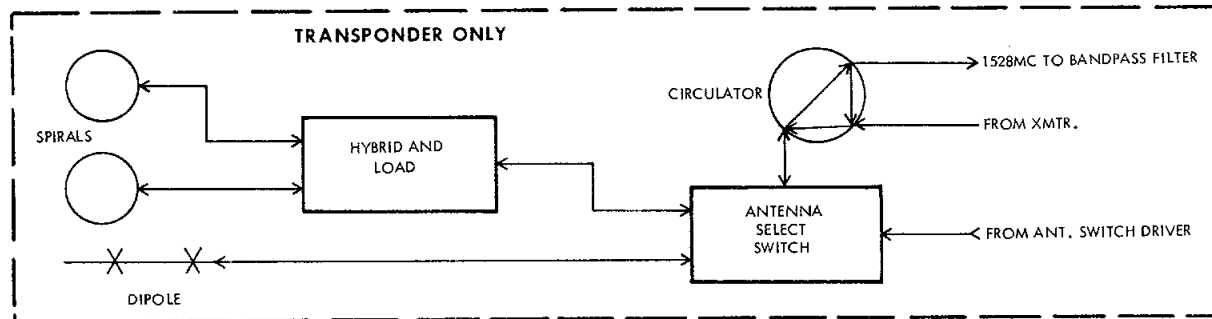 TRANSPONDER ONLY
SPIRALS
HYBRID AND
LOAD
CIRCULATOR
1528MC TO BANDPASS FILTER
FROM XMTR.
ANTENNA
SELECT
SWITCH
FROM ANT. SWITCH DRIVER
DIPOLE